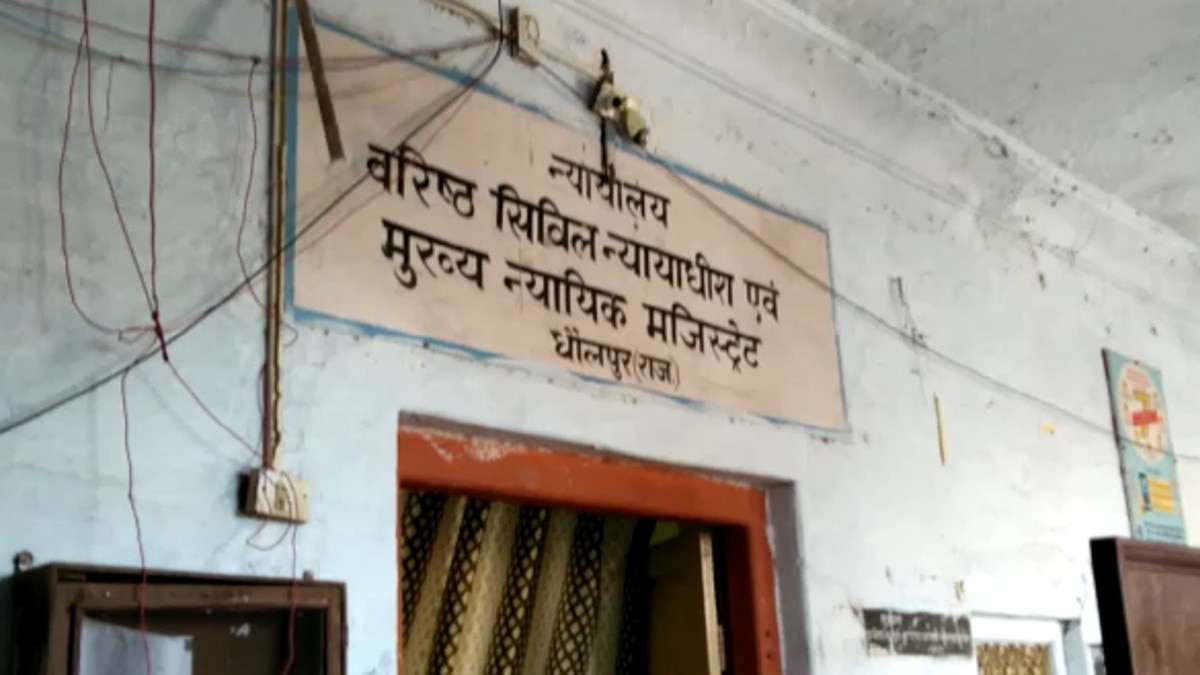 न्यायालय
वरिष्ठ सिविल न्यायाधीश एवं
मुख्य न्यायिक मजिस्ट्रेट
धौलपुर (राज.)